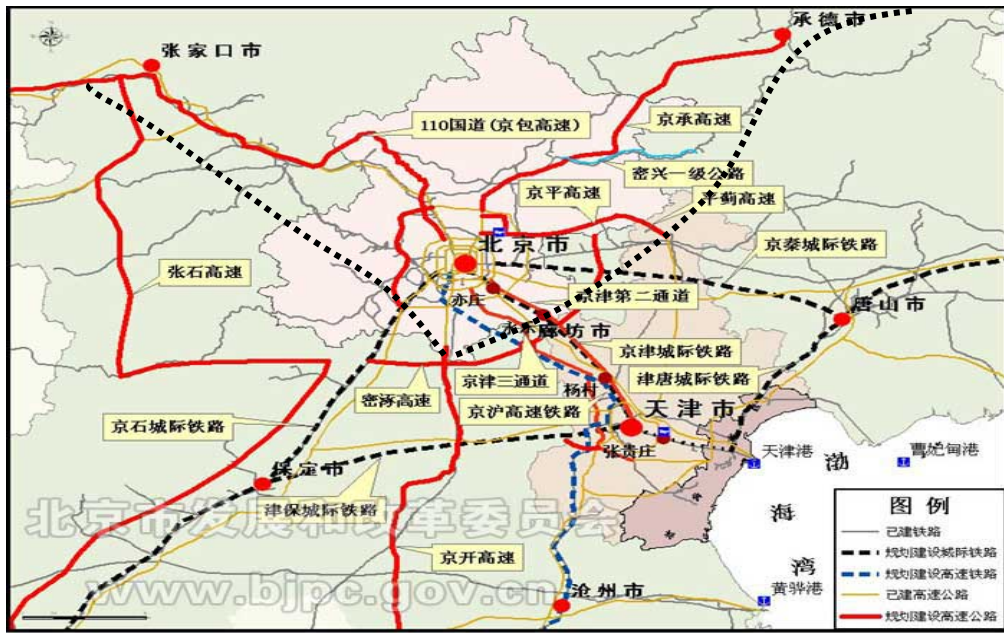 承德市
张家口市
110国道(京包高速)
京承高速
密兴一级公路
京平高速
平蓟高速
北京市
京秦城际铁路
张石高速
亦庄
京津第二通道
唐山市
永乐
廊坊市
京津城际铁路
京津三通道
津唐城际铁路
密涿高速
杨村
京沪高速铁路
天津市
京石城际铁路
张贵庄
天津港
渤
曹妃甸港
保定市
津保城际铁路
海
图例
北京市发展和改革委员会
已建铁路
规划建设城际铁路
京开高速
湾
规划建设高速铁路
www.bjpc.gov.cn
沧州市
黄骅港
已建高速公路
规划建设高速公路